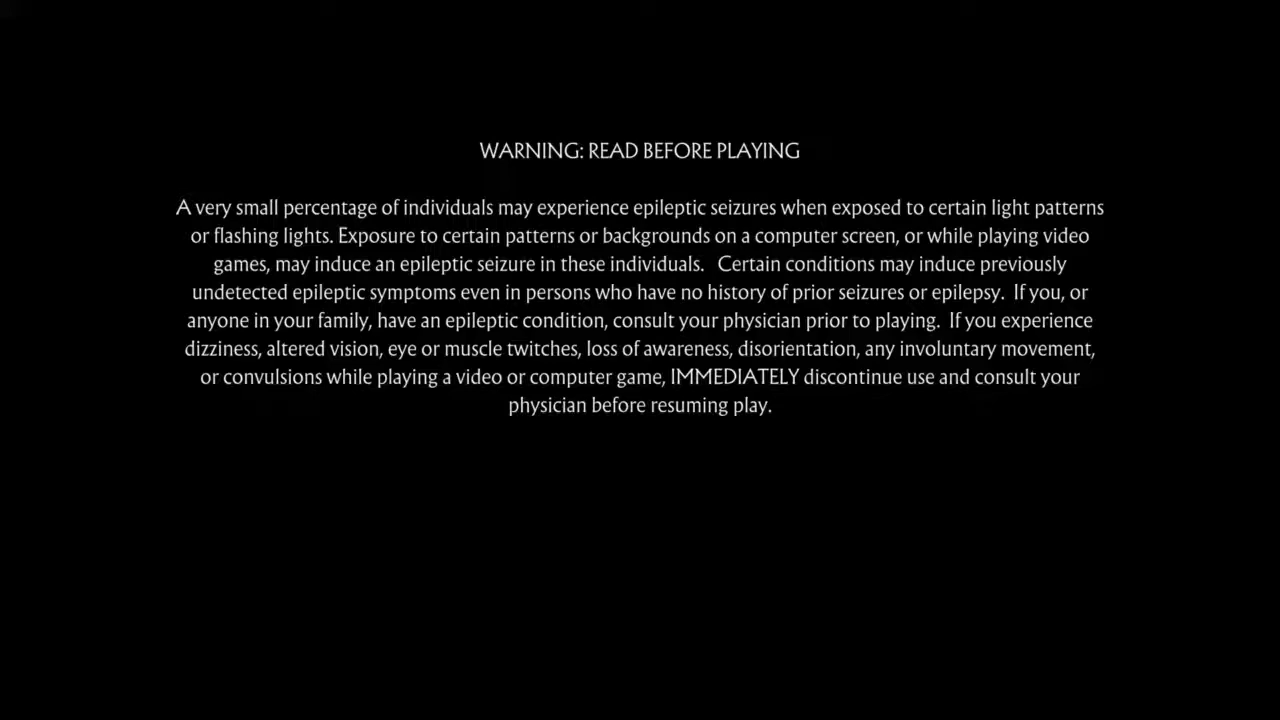 WARNING: READ BEFORE PLAYING
A very small percentage of individuals may experience epileptic seizures when exposed to certain light patterns
or flashing lights. Exposure to certain patterns or backgrounds on a computer screen, or while playing video
games, may induce an epileptic seizure in these individuals.   Certain conditions may induce previously
undetected epileptic symptoms even in persons who have no history of prior seizures or epilepsy.  If you, or
anyone in your family, have an epileptic condition, consult your physician prior to playing.  If you experience
dizziness, altered vision, eye or muscle twitches, loss of awareness, disorientation, any involuntary movement,
or convulsions while playing a video or computer game, IMMEDIATELY discontinue use and consult your
physician before resuming play.